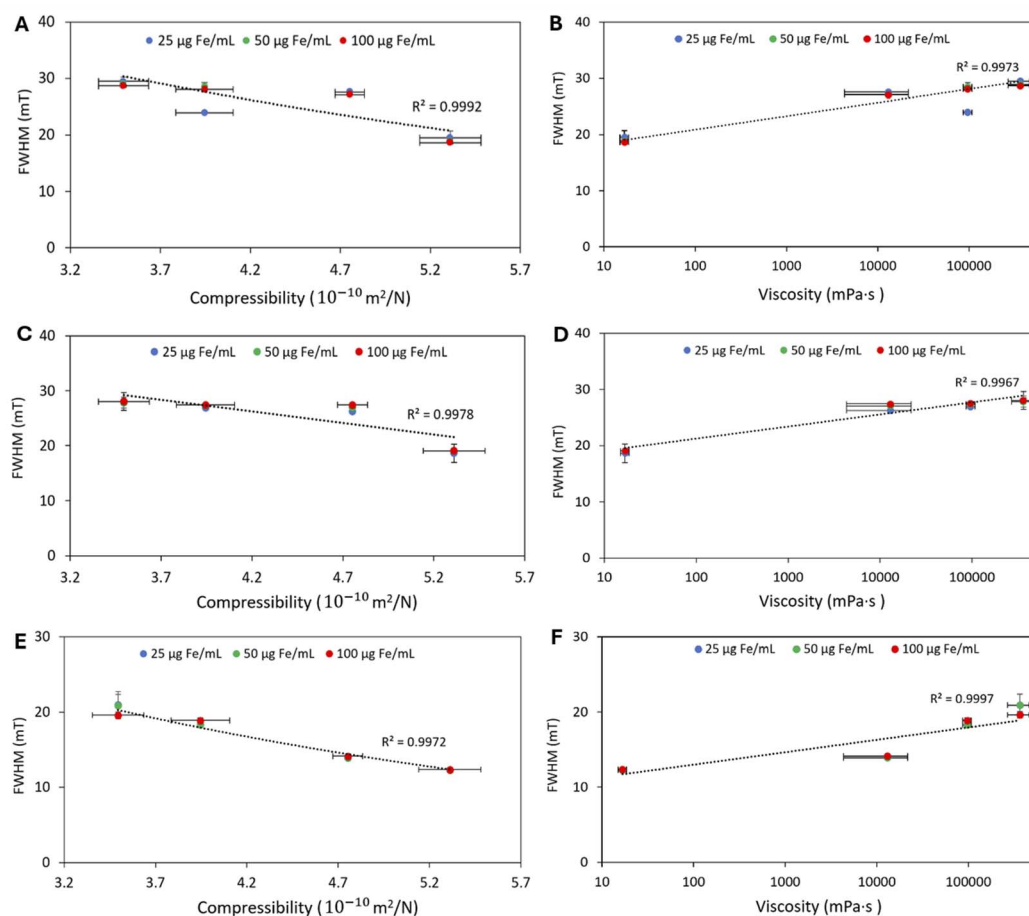 A
25 µg Fe/mL 50 µg Fe/mL 100 µg Fe/mL
40
30
20
10
0
FWHM (mT)
R² = 0.9992
3.2 3.7 4.2 4.7 5.2 5.7
Compressibility (10⁻¹⁰ m²/N)
B
25 µg Fe/mL 50 µg Fe/mL 100 µg Fe/mL
40
30
20
10
0
FWHM (mT)
R² = 0.9973
10 100 1000 10000 100000
Viscosity (mPa·s)
C
25 µg Fe/mL 50 µg Fe/mL 100 µg Fe/mL
40
30
20
10
0
FWHM (mT)
R² = 0.9978
3.2 3.7 4.2 4.7 5.2 5.7
Compressibility (10⁻¹⁰ m²/N)
D
25 µg Fe/mL 50 µg Fe/mL 100 µg Fe/mL
40
30
20
10
0
FWHM (mT)
R² = 0.9967
10 100 1000 10000 100000
Viscosity (mPa·s)
E
25 µg Fe/mL 50 µg Fe/mL 100 µg Fe/mL
30
20
10
0
FWHM (mT)
R² = 0.9972
3.2 3.7 4.2 4.7 5.2 5.7
Compressibility (10⁻¹⁰ m²/N)
F
25 µg Fe/mL 50 µg Fe/mL 100 µg Fe/mL
30
20
10
0
FWHM (mT)
R² = 0.9997
10 100 1000 10000 100000
Viscosity (mPa·s)